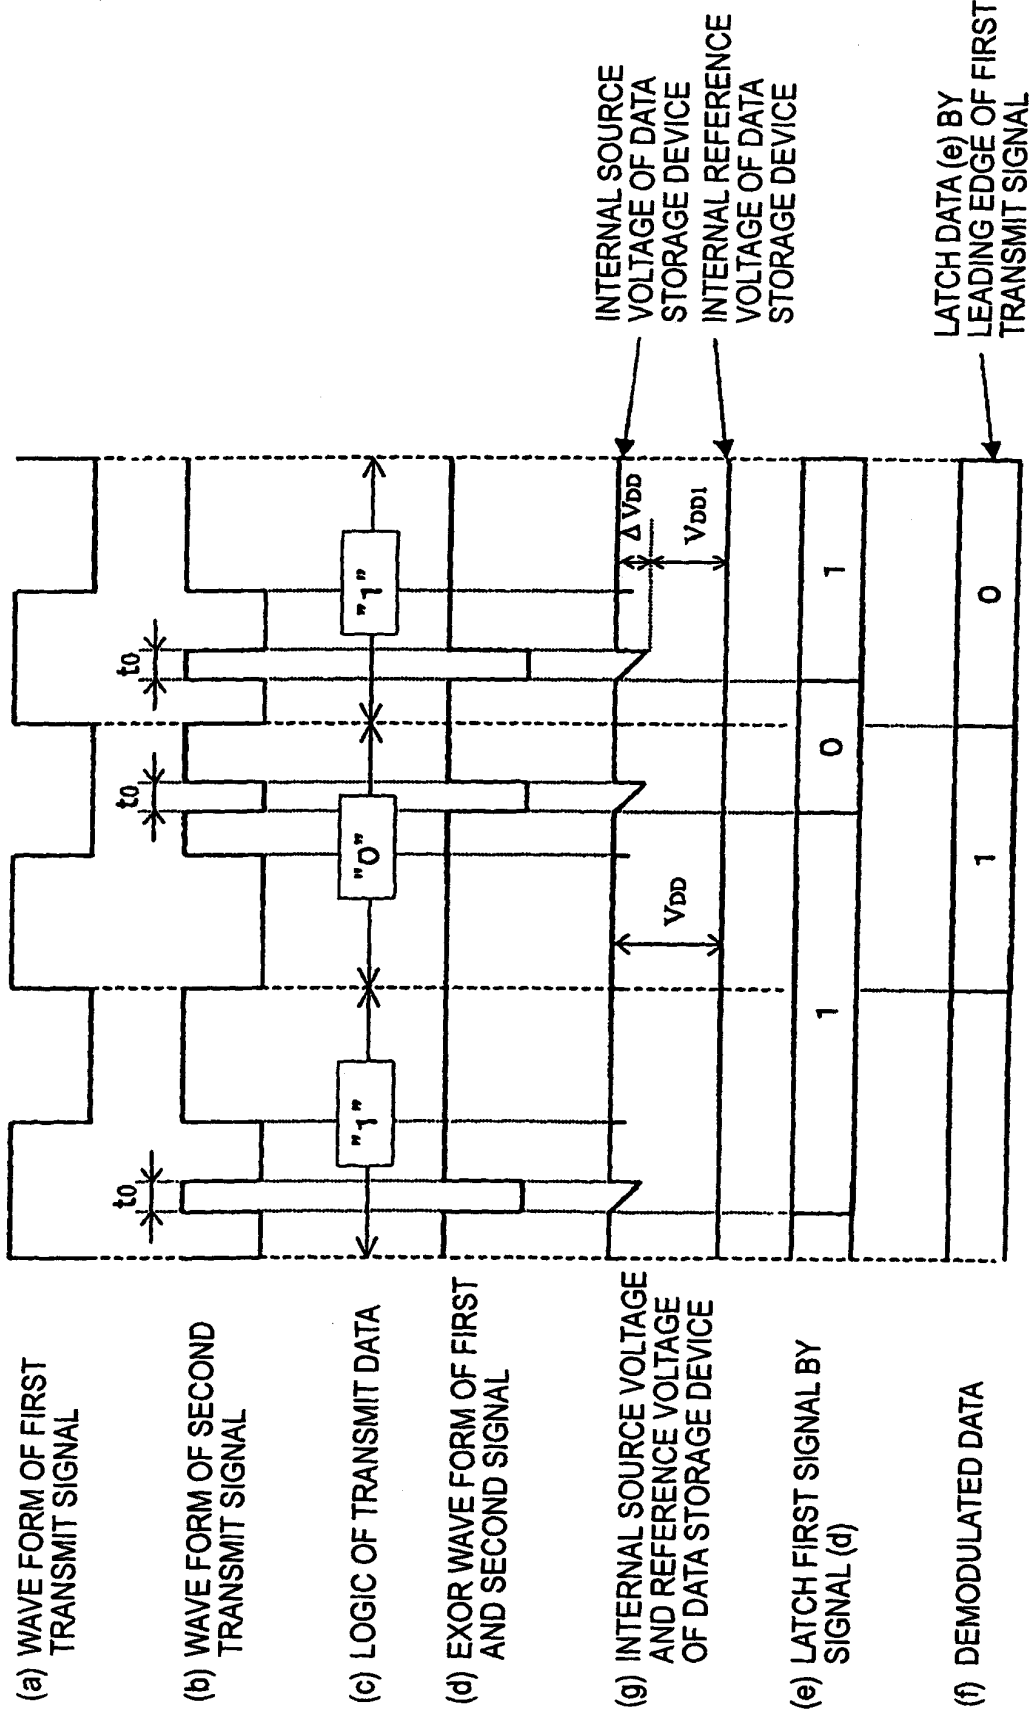 (a) WAVE FORM OF FIRST
TRANSMIT SIGNAL
(b) WAVE FORM OF SECOND
TRANSMIT SIGNAL
t0
t0
t0
(c) LOGIC OF TRANSMIT DATA
"1"
"0"
"1"
(d) EXOR WAVE FORM OF FIRST
AND SECOND SIGNAL
(g) INTERNAL SOURCE VOLTAGE
AND REFERENCE VOLTAGE
OF DATA STORAGE DEVICE
VDD
Δ VDD
VDD1
INTERNAL SOURCE
VOLTAGE OF DATA
STORAGE DEVICE
INTERNAL REFERENCE
VOLTAGE OF DATA
STORAGE DEVICE
(e) LATCH FIRST SIGNAL BY
SIGNAL (d)
1
0
1
(f) DEMODULATED DATA
1
0
LATCH DATA (e) BY
LEADING EDGE OF FIRST
TRANSMIT SIGNAL